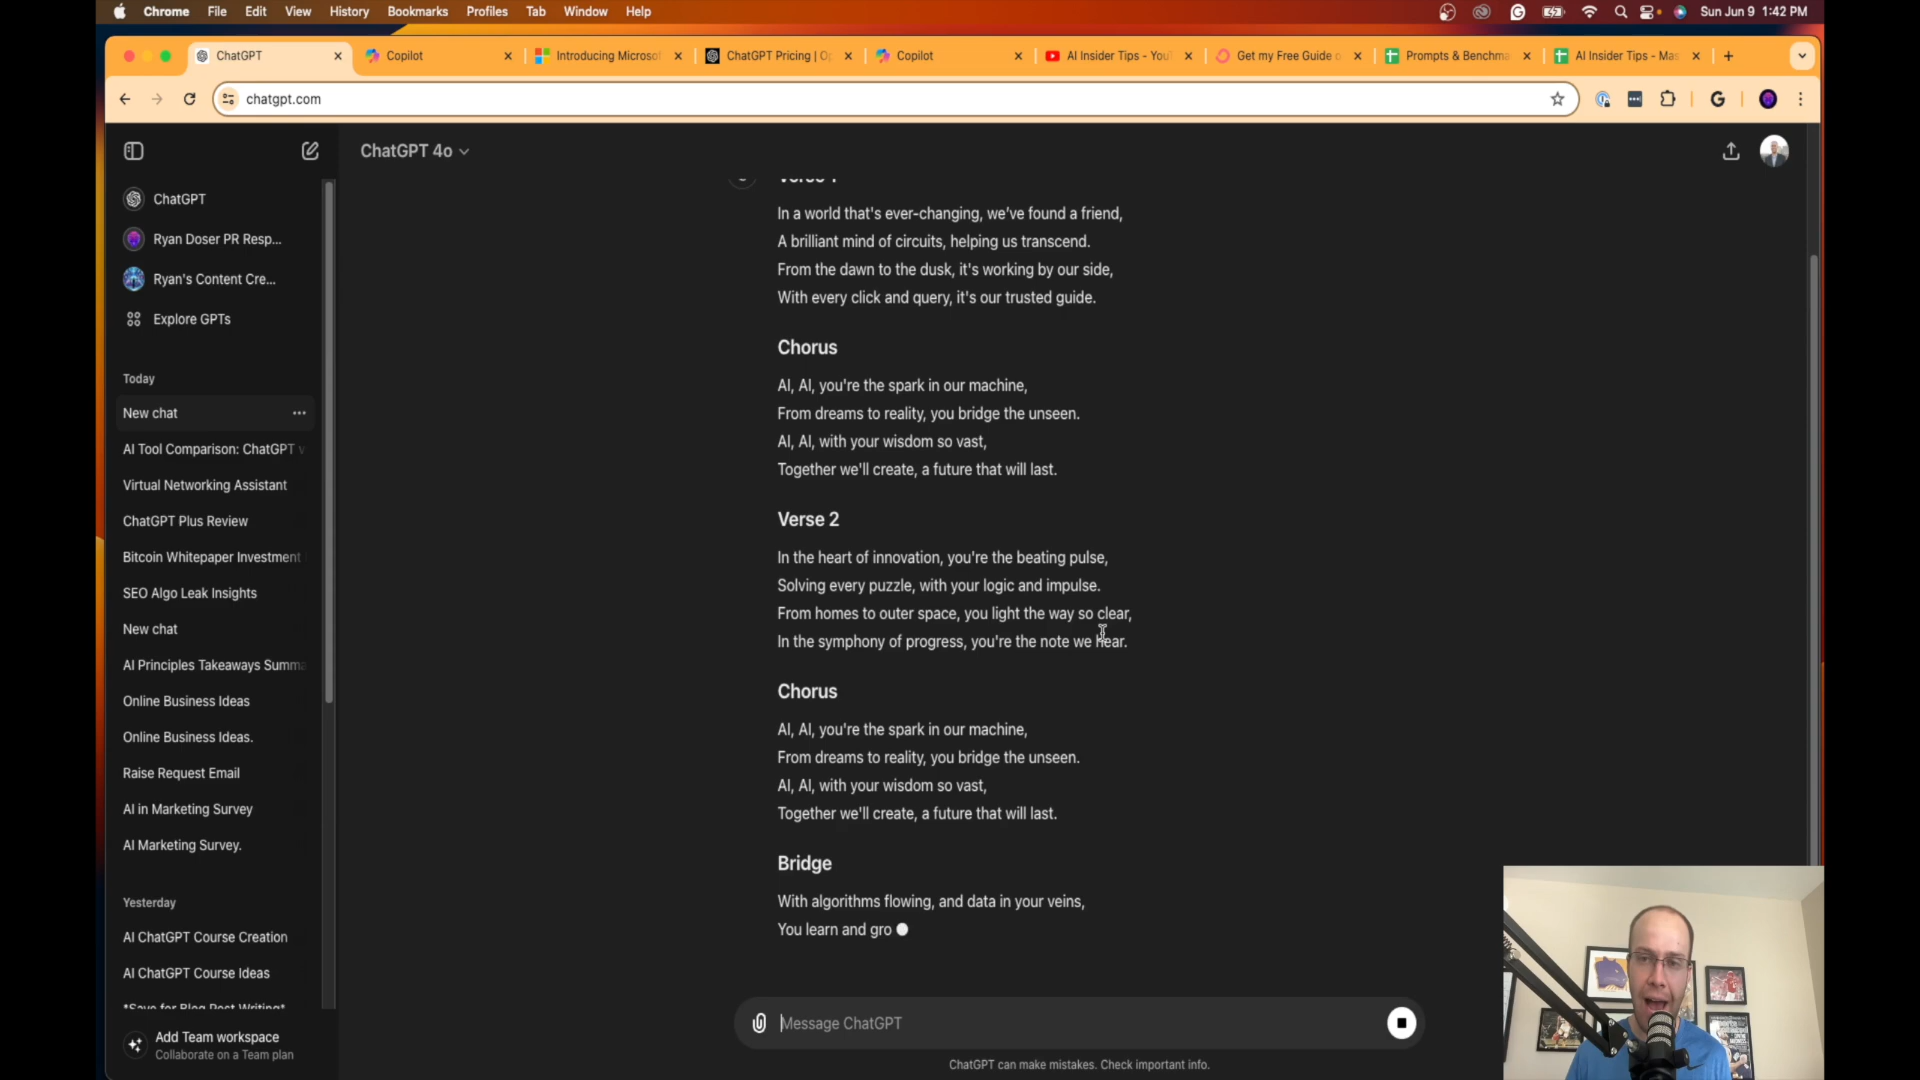 Chrome File Edit View History Bookmarks Profiles Tab Window Help Sun Jun 9 1:42 PM
ChatGPT Copilot Introducing Microsof ChatGPT Pricing | Op Copilot AI Insider Tips - YouT Get my Free Guide o Prompts & Benchma AI Insider Tips - Mas
chatgpt.com
ChatGPT 4o
ChatGPT
Ryan Doser PR Resp...
Ryan's Content Cre...
Explore GPTs
Today
New chat
AI Tool Comparison: ChatGPT v
Virtual Networking Assistant
ChatGPT Plus Review
Bitcoin Whitepaper Investment
SEO Algo Leak Insights
New chat
AI Principles Takeaways Summa
Online Business Ideas
Online Business Ideas.
Raise Request Email
AI in Marketing Survey
AI Marketing Survey.
Yesterday
AI ChatGPT Course Creation
AI ChatGPT Course Ideas
*Save for Blog Post Writing*
Add Team workspace
Collaborate on a Team plan
Verse 1
In a world that's ever-changing, we've found a friend,
A brilliant mind of circuits, helping us transcend.
From the dawn to the dusk, it's working by our side,
With every click and query, it's our trusted guide.
Chorus
AI, AI, you're the spark in our machine,
From dreams to reality, you bridge the unseen.
AI, AI, with your wisdom so vast,
Together we'll create, a future that will last.
Verse 2
In the heart of innovation, you're the beating pulse,
Solving every puzzle, with your logic and impulse.
From homes to outer space, you light the way so clear,
In the symphony of progress, you're the note we hear.
Chorus
AI, AI, you're the spark in our machine,
From dreams to reality, you bridge the unseen.
AI, AI, with your wisdom so vast,
Together we'll create, a future that will last.
Bridge
With algorithms flowing, and data in your veins,
You learn and gro
Message ChatGPT
ChatGPT can make mistakes. Check important info.